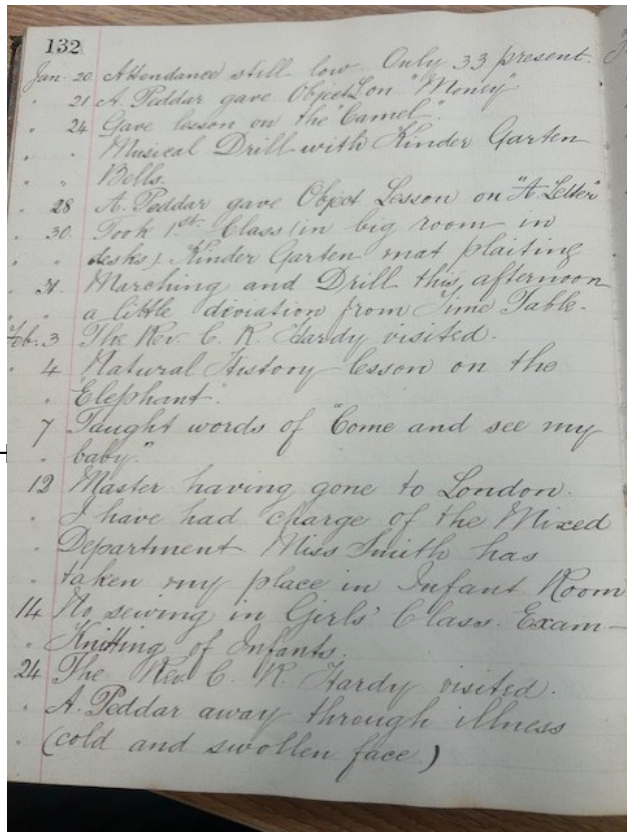 132
Jan 20 Attendance still low. Only 33 present.
" 21 A. Peddar gave Object L on "Money"
" 24 Gave lesson on the "Camel".
" " Musical Drill with Kinder Garten
" " Bells.
" 28 A. Peddar gave Object Lesson on "A Letter"
" 30. Took 1st Class (in big room in
" " desks) Kinder Garten mat plaiting
" 31 Marching and Drill this afternoon
" " a little diviation from Time Table.
Feb. 3 The Rev. C. R. Hardy visited.
" 4 Natural History lesson on the
" "Elephant".
7 Taught words of "Come and see my
" baby."
12 Master having gone to London.
" I have had charge of the Mixed
" Department Miss Smith has
" taken my place in Infant Room
14 No sewing in Girls' Class. Exam—
" Knitting of Infants.
24 The Rev. C. R. Hardy visited.
" A. Peddar away through illness
" (cold and swollen face)